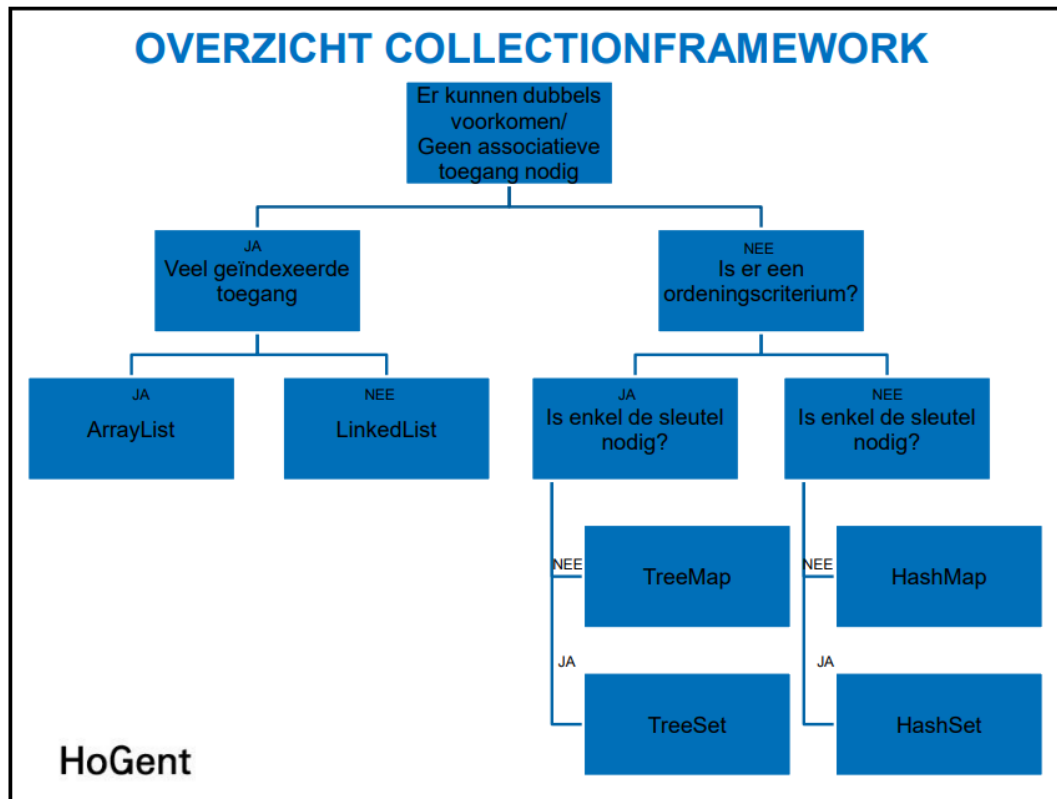 OVERZICHT COLLECTIONFRAMEWORK
Er kunnen dubbels
voorkomen/
Geen associatieve
toegang nodig
JA
Veel geïndexeerde
toegang
NEE
Is er een
ordeningscriterium?
JA
ArrayList
NEE
LinkedList
JA
Is enkel de sleutel
nodig?
NEE
Is enkel de sleutel
nodig?
NEE
TreeMap
NEE
HashMap
JA
TreeSet
JA
HashSet
HoGent